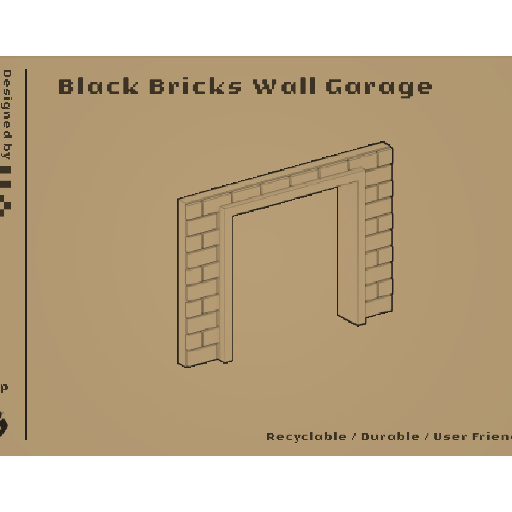 Black Bricks Wall Garage
Designed by
Recyclable / Durable / User Frien